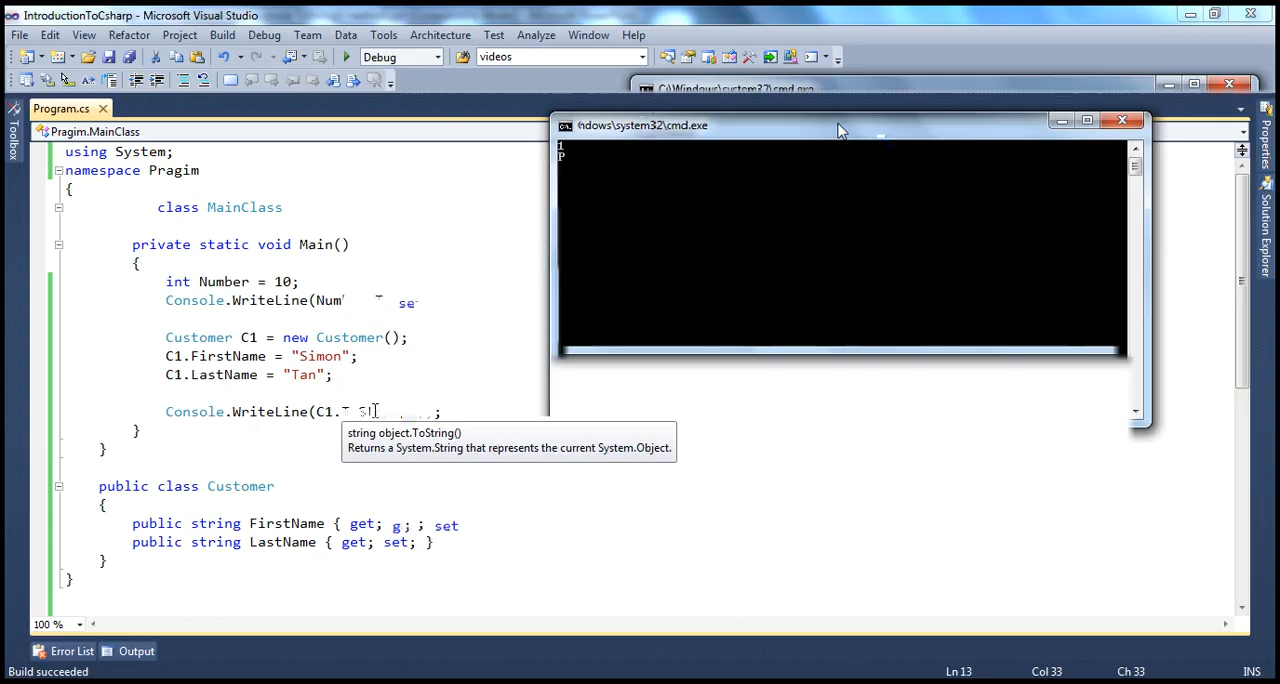 IntroductionToCsharp - Microsoft Visual Studio
File Edit View Refactor Project Build Debug Team Data Tools Architecture Test Analyze Window Help
Debug videos
C:\Windows\system32\cmd.exe
Program.cs
ndows\system32\cmd.exe
Pragim.MainClass
1
P
Toolbox
Properties
Solution Explorer
using System;
namespace Pragim
{
class MainClass
private static void Main()
{
int Number = 10;
Console.WriteLine(Num se
Customer C1 = new Customer();
C1.FirstName = "Simon";
C1.LastName = "Tan";
Console.WriteLine(C1. ;
}
string object.ToString()
Returns a System.String that represents the current System.Object.
}
public class Customer
{
public string FirstName { get; g; ; set
public string LastName { get; set; }
}
}
100 %
Error List Output
Build succeeded Ln 13 Col 33 Ch 33 INS